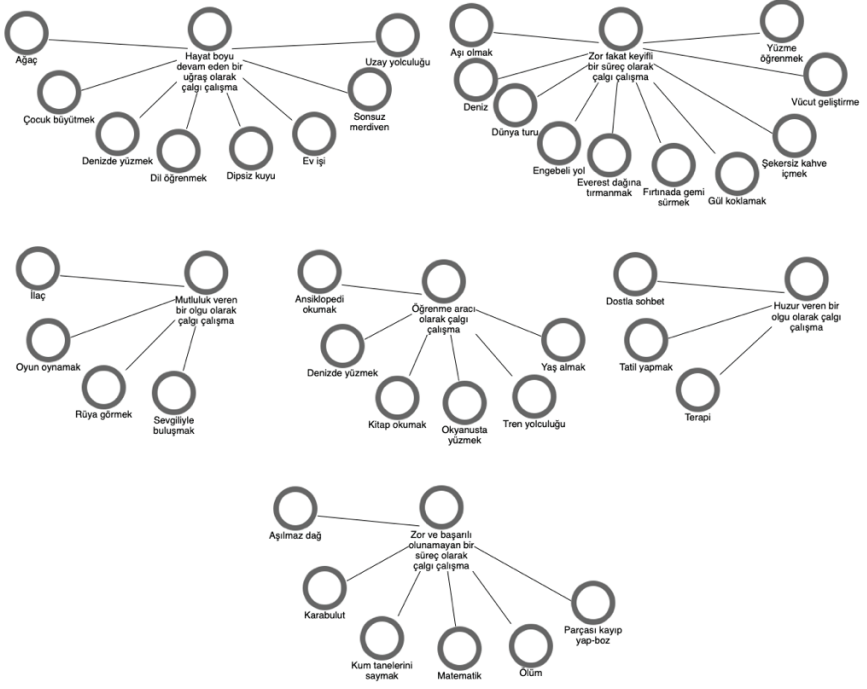 Ağaç
Hayat boyu
devam eden bir
uğraş olarak
çalgı çalışma
Uzay yolculuğu
Çocuk büyütmek
Denizde yüzmek
Dil öğrenmek
Dipsiz kuyu
Ev işi
Sonsuz
merdiven
Aşı olmak
Zor fakat keyifli
bir süreç olarak
çalgı çalışma
Yüzme
öğrenmek
Deniz
Vücut geliştirme
Dünya turu
Engebeli yol
Everest dağına
tırmanmak
Fırtınada gemi
sürmek
Gül koklamak
Şekersiz kahve
içmek
İlaç
Mutluluk veren
bir olgu olarak
çalgı çalışma
Oyun oynamak
Rüya görmek
Sevgiliyle
buluşmak
Ansiklopedi
okumak
Öğrenme aracı
olarak çalgı
çalışma
Denizde yüzmek
Kitap okumak
Okyanusta
yüzmek
Tren yolculuğu
Yaş almak
Dostla sohbet
Huzur veren bir
olgu olarak çalgı
çalışma
Tatil yapmak
Terapi
Aşılmaz dağ
Zor ve başarılı
olunamayan bir
süreç olarak
çalgı çalışma
Karabulut
Kum tanelerini
saymak
Matematik
Ölüm
Parçası kayıp
yap-boz